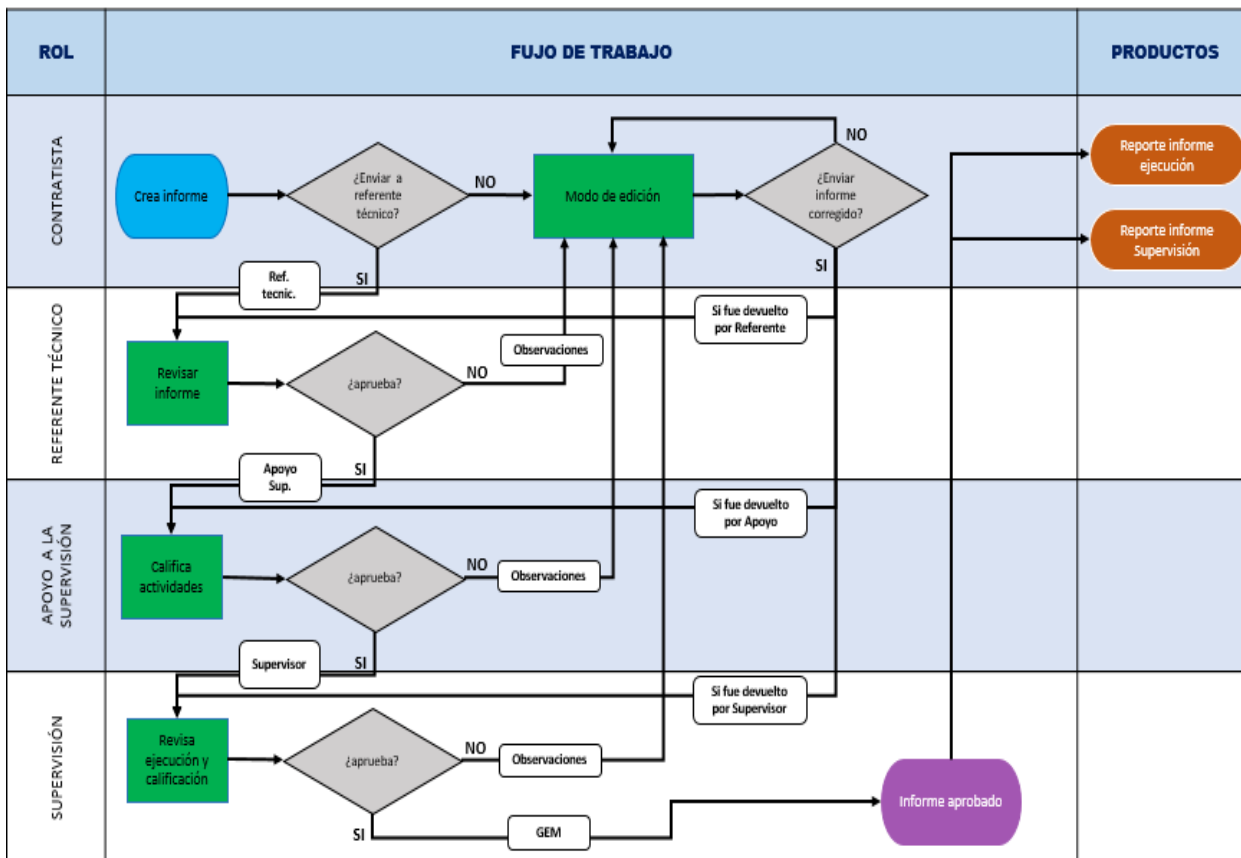 ROL
FUJO DE TRABAJO
PRODUCTOS
CONTRATISTA
Crea informe
¿Enviar a
referente
técnico?
NO
SI
Modo de edición
¿Enviar
informe
corregido?
NO
SI
Reporte informe
ejecución
Reporte informe
Supervisión
Ref.
tecnic.
REFERENTE TÉCNICO
Revisar
informe
¿aprueba?
NO
SI
Observaciones
Si fue devuelto
por Referente
Apoyo
Sup.
APOYO A LA
SUPERVISIÓN
Califica
actividades
¿aprueba?
NO
SI
Observaciones
Si fue devuelto
por Apoyo
Supervisor
SUPERVISIÓN
Revisa
ejecución y
calificación
¿aprueba?
NO
SI
Observaciones
Si fue devuelto
por Supervisor
GEM
Informe aprobado